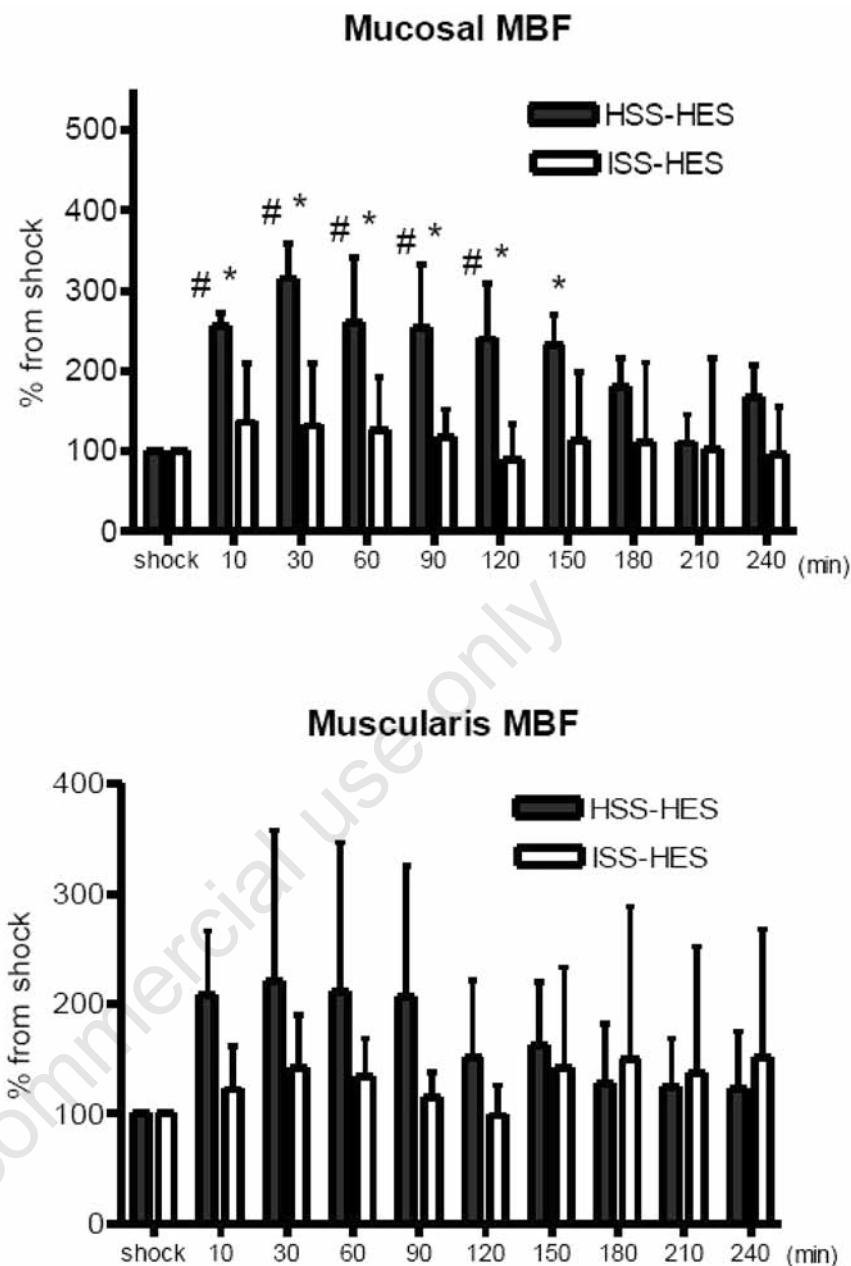 Mucosal MBF
HSS-HES
ISS-HES
500
400
300
200
100
0
% from shock
# *
# *
# *
# *
# *
*
shock 10 30 60 90 120 150 180 210 240 (min)
Muscularis MBF
HSS-HES
ISS-HES
400
300
200
100
0
% from shock
shock 10 30 60 90 120 150 180 210 240 (min)
ommercial use only